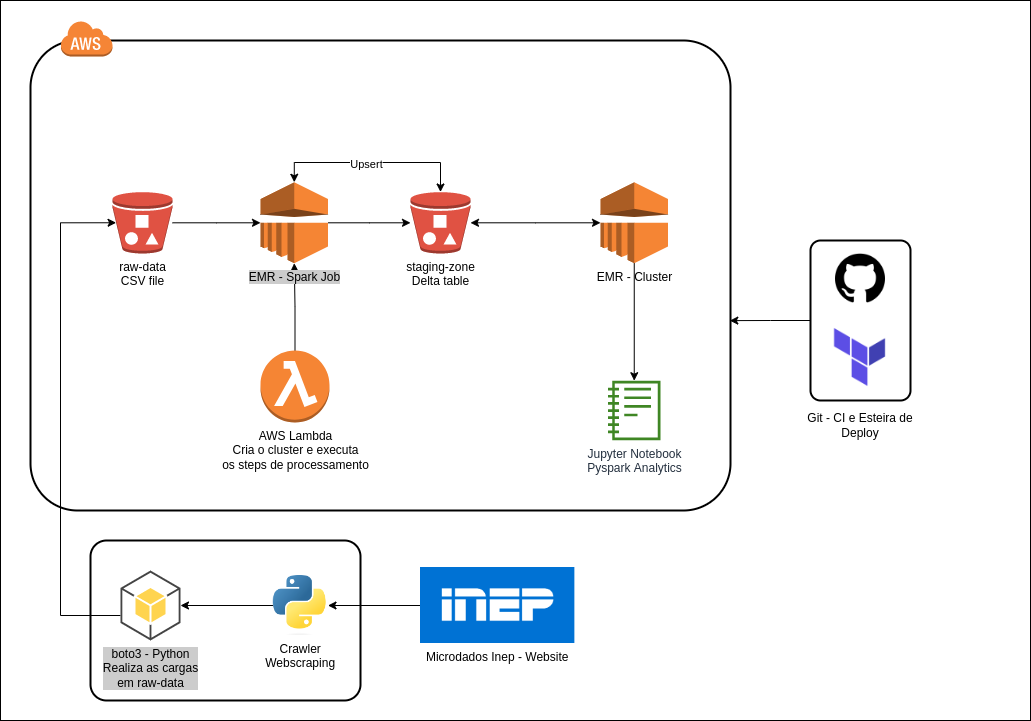 AWS
Upsert
raw-data
CSV file
EMR - Spark Job
staging-zone
Delta table
EMR - Cluster
AWS Lambda
Cria o cluster e executa
os steps de processamento
Jupyter Notebook
Pyspark Analytics
Git - CI e Esteira de
Deploy
boto3 - Python
Realiza as cargas
em raw-data
Crawler
Webscraping
INEP
Microdados Inep - Website